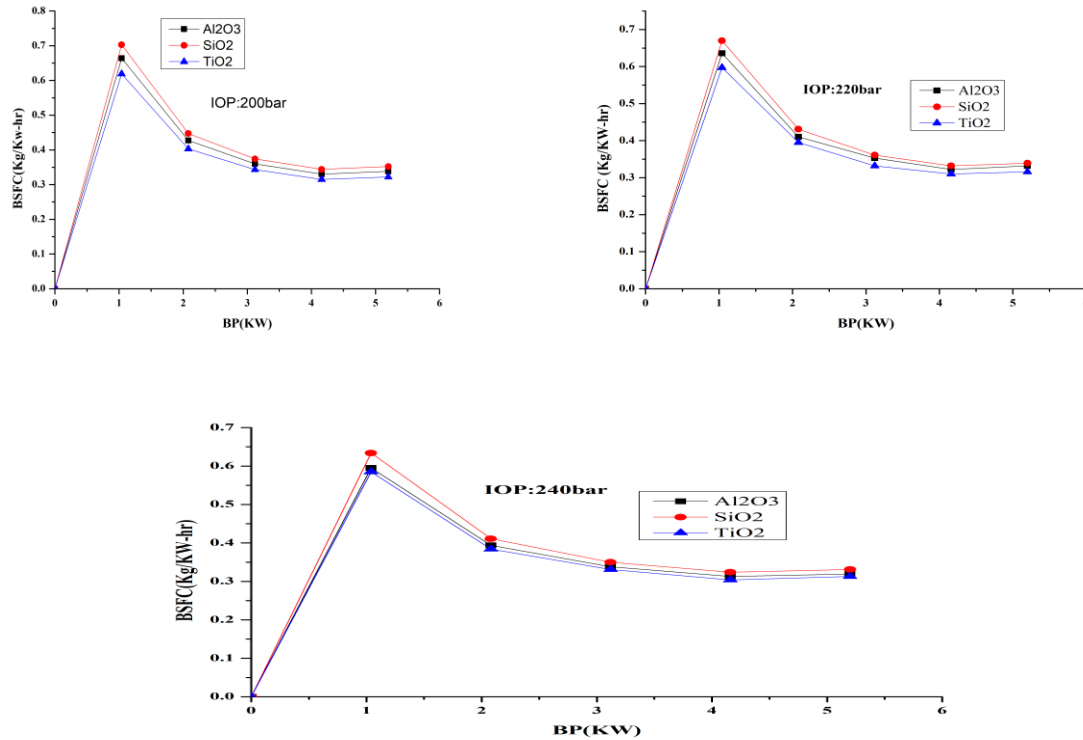 Al2O3
SiO2
TiO2
IOP:200bar
BSFC(Kg/Kw-hr)
0.8
0.7
0.6
0.5
0.4
0.3
0.2
0.1
0.0
0 1 2 3 4 5 6
BP(KW)
Al2O3
SiO2
TiO2
IOP:220bar
BSFC (Kg/KW-hr)
0.7
0.6
0.5
0.4
0.3
0.2
0.1
0.0
0 1 2 3 4 5
BP(KW)
Al2O3
SiO2
TiO2
IOP:240bar
BSFC(Kg/KW-hr)
0.7
0.6
0.5
0.4
0.3
0.2
0.1
0.0
0 1 2 3 4 5 6
BP(KW)